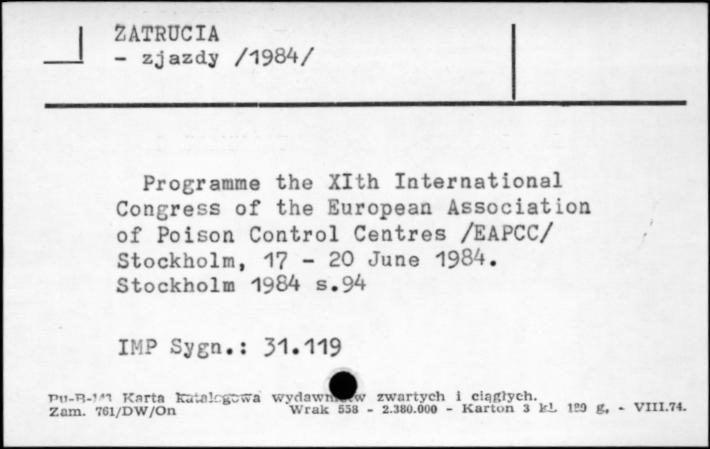 ZATRUCIA
- zjazdy /1984/
Programme the XIth International
Congress of the European Association
of Poison Control Centres /EAPCC/
Stockholm, 17 - 20 June 1984.
Stockholm 1984 s.94
IMP Sygn.: 31.119
Karta katalogowa zwartych i ciągłych.
Zam. 761/DW/On Wrak 558 - 2.380.000 - Karton 3 kl. g, - VIII.74.